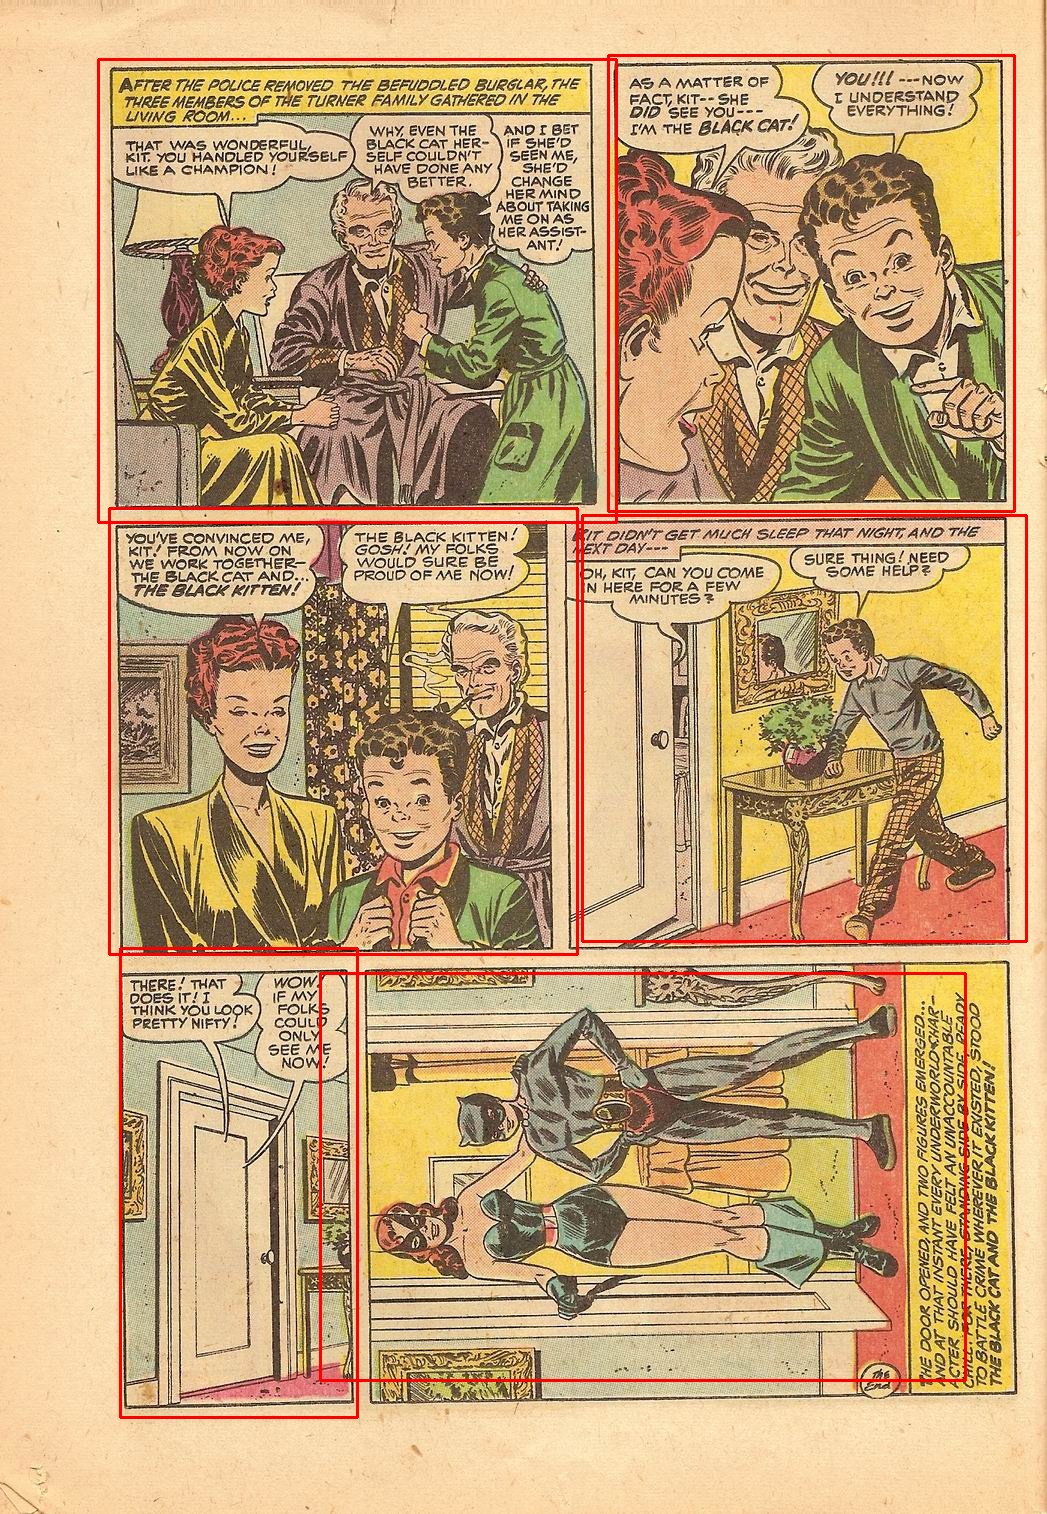 AFTER THE POLICE REMOVED THE BEFUDDLED BURGLAR, THE
THREE MEMBERS OF THE TURNER FAMILY GATHERED IN THE
LIVING ROOM...
THAT WAS WONDERFUL,
KIT. YOU HANDLED YOURSELF
LIKE A CHAMPION!
WHY, EVEN THE
BLACK CAT HER-
SELF COULDN'T
HAVE DONE ANY
BETTER.
AND I BET
IF SHE'D
SEEN ME,
SHE'D
CHANGE
HER MIND
ABOUT TAKING
ME ON AS
HER ASSIST-
ANT!
AS A MATTER OF
FACT, KIT-- SHE
DID SEE YOU---
I'M THE BLACK CAT!
YOU!!! ---NOW
I UNDERSTAND
EVERYTHING!
YOU'VE CONVINCED ME,
KIT! FROM NOW ON
WE WORK TOGETHER--
THE BLACK CAT AND...
THE BLACK KITTEN!
THE BLACK KITTEN!
GOSH! MY FOLKS
WOULD SURE BE
PROUD OF ME NOW!
KIT DIDN'T GET MUCH SLEEP THAT NIGHT, AND THE
NEXT DAY---
OH, KIT, CAN YOU COME
IN HERE FOR A FEW
MINUTES?
SURE THING! NEED
SOME HELP?
THERE! THAT
DOES IT! I
THINK YOU LOOK
PRETTY NIFTY!
WOW!
IF MY
FOLKS
COULD
ONLY
SEE ME
NOW!
THE DOOR OPENED, AND TWO FIGURES EMERGED...
AND AT THAT INSTANT EVERY UNDERWORLD CHAR-
ACTER SHOULD HAVE FELT AN UNACCOUNTABLE
CHILL. FOR THERE, STANDING SIDE BY SIDE, READY
TO BATTLE CRIME WHEREVER IT EXISTED, STOOD
THE BLACK CAT AND THE BLACK KITTEN!
The
End